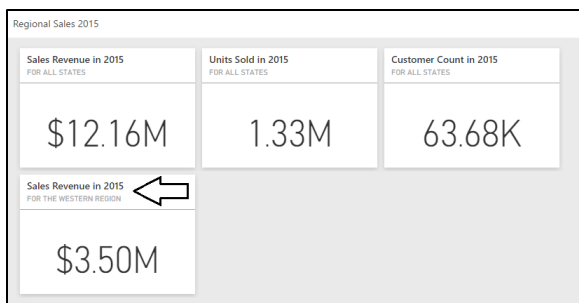 Regional Sales 2015
Sales Revenue in 2015
FOR ALL STATES
$12.16M
Units Sold in 2015
FOR ALL STATES
1.33M
Customer Count in 2015
FOR ALL STATES
63.68K
Sales Revenue in 2015
FOR THE WESTERN REGION
$3.50M